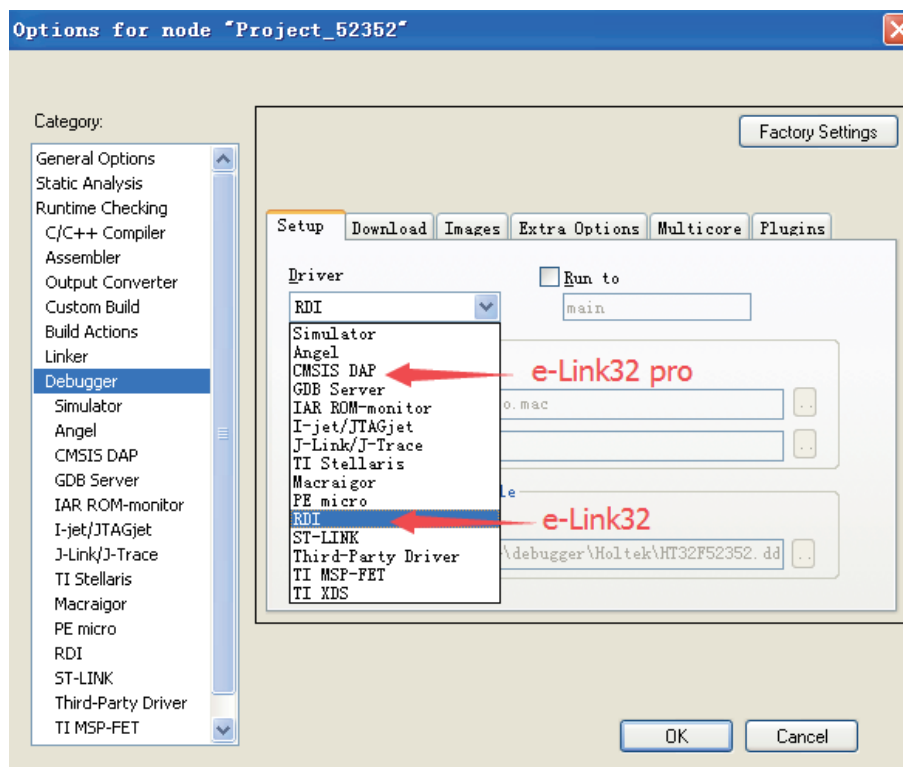 Options for node "Project_52352"
Category:
Factory Settings
General Options
Static Analysis
Runtime Checking
C/C++ Compiler
Assembler
Output Converter
Custom Build
Build Actions
Linker
Debugger
Simulator
Angel
CMSIS DAP
GDB Server
IAR ROM-monitor
I-jet/JTAGjet
J-Link/J-Trace
TI Stellaris
Macraigor
PE micro
RDI
ST-LINK
Third-Party Driver
TI MSP-FET
Setup Download Images Extra Options Multicore Plugins
Driver
RDI
Run to
main
Simulator
Angel
CMSIS DAP
e-Link32 pro
GDB Server
IAR ROM-monitor
o.mac
..
I-jet/JTAGjet
J-Link/J-Trace
..
TI Stellaris
Macraigor
PE micro
le
RDI
e-Link32
ST-LINK
Third-Party Driver
\debugger\Holtek\HT32F52352.dd
..
TI MSP-FET
TI XDS
OK Cancel